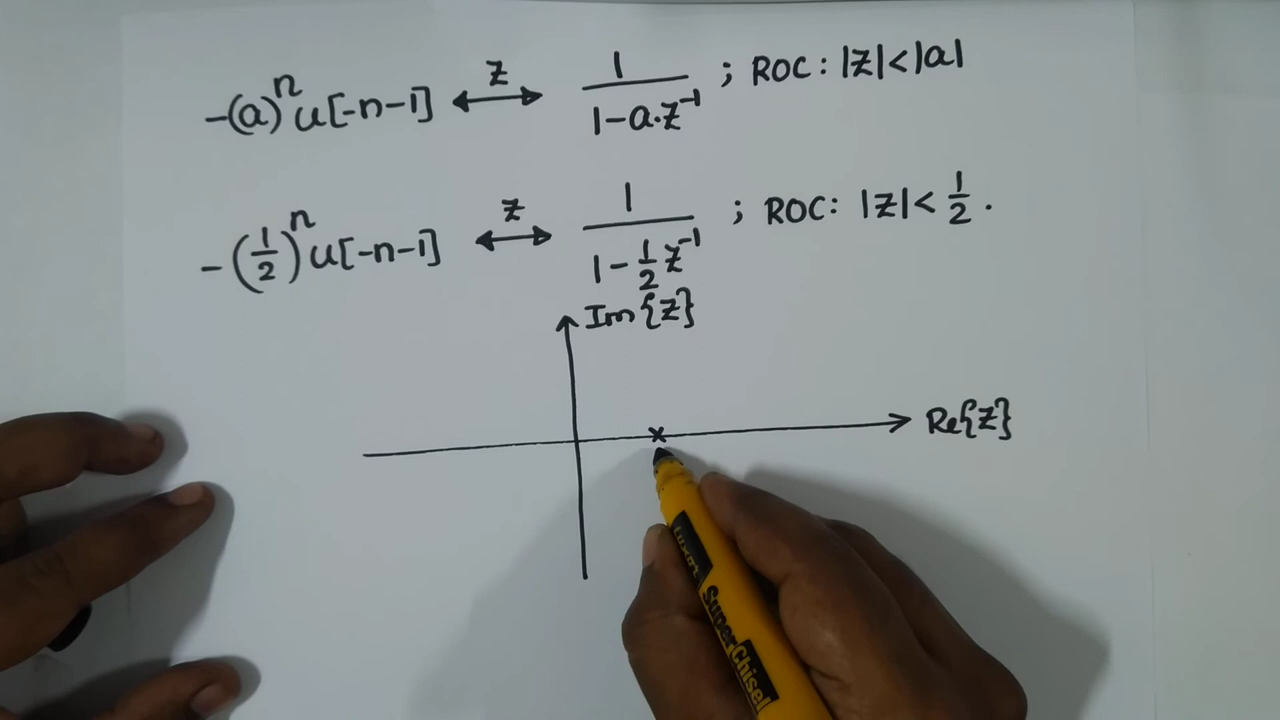 -(a)^n u[-n-1] ⟷^z 1/(1-a·z^-1) ; ROC: |z|<|a|
-(1/2)^n u[-n-1] ⟷^z 1/(1-1/2 z^-1) ; ROC: |z|<1/2.
Im{z}
Re{z}
Luxor SuperChisel